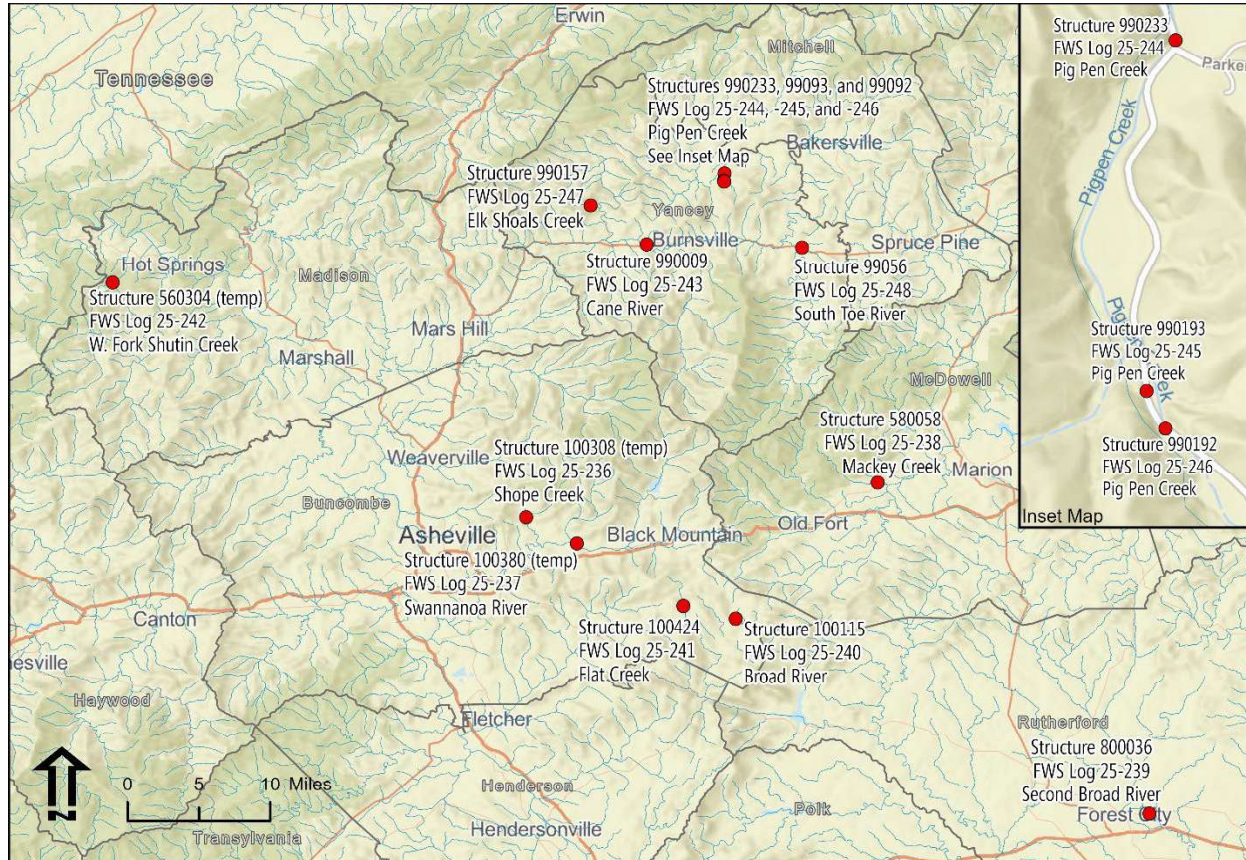 Erwin
Mitchell
Tennessee
Structures 990233, 99093, and 99092
FWS Log 25-244, -245, and -246
Pig Pen Creek
See Inset Map
Bakersville
Structure 990157
FWS Log 25-247
Elk Shoals Creek
Yancey
Burnsville
Spruce Pine
Structure 990009
FWS Log 25-243
Cane River
Structure 99056
FWS Log 25-248
South Toe River
Hot Springs
Structure 560304 (temp)
FWS Log 25-242
W. Fork Shutin Creek
Madison
Mars Hill
Marshall
McDowell
Structure 580058
FWS Log 25-238
Mackey Creek
Marion
Structure 100308 (temp)
FWS Log 25-236
Shope Creek
Weaverville
Buncombe
Asheville
Black Mountain
Old Fort
Structure 100380 (temp)
FWS Log 25-237
Swannanoa River
Canton
Structure 100424
FWS Log 25-241
Flat Creek
Structure 100115
FWS Log 25-240
Broad River
nesville
Haywood
Fletcher
Rutherford
Structure 800036
FWS Log 25-239
Second Broad River
Forest City
Henderson
Polk
Hendersonville
Transylvania
N
0 5 10 Miles
Structure 990233
FWS Log 25-244
Pig Pen Creek
Parker
Pigpen Creek
Structure 990193
FWS Log 25-245
Pig Pen Creek
Structure 990192
FWS Log 25-246
Pig Pen Creek
Inset Map